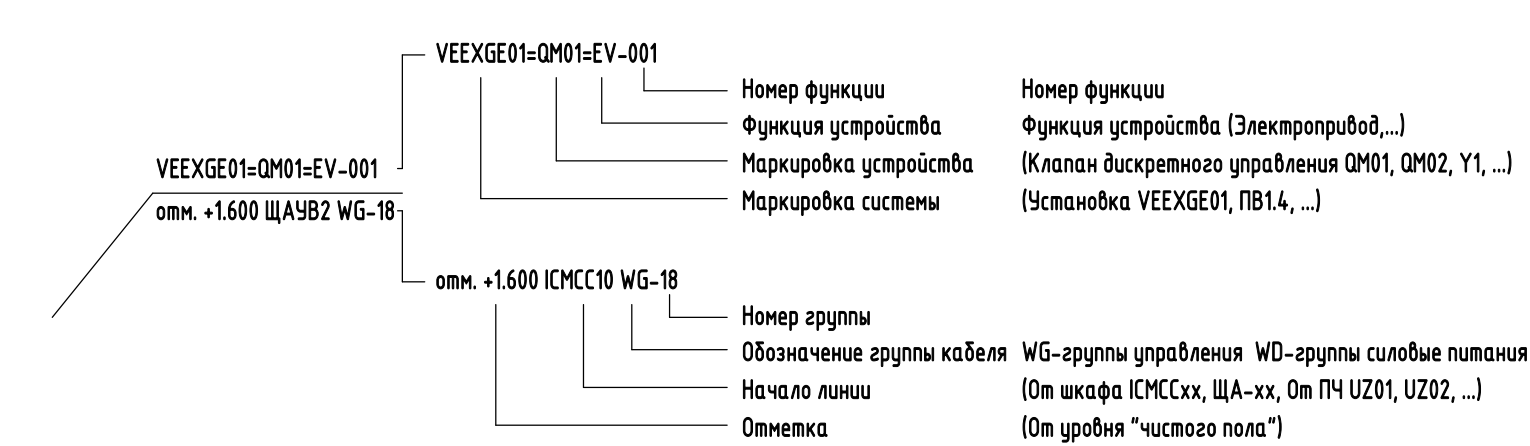 VEEXGE01=QM01=EV-001
Номер функции Номер функции
Функция устройства Функция устройства (Электропривод,...)
Маркировка устройства (Клапан дискретного управления QM01, QM02, Y1, ...)
Маркировка системы (Установка VEEXGE01, ПВ1.4, ...)
VEEXGE01=QM01=EV-001
отм. +1.600 ЩАУВ2 WG-18
отм. +1.600 ICMCC10 WG-18
Номер группы
Обозначение группы кабеля WG-группы управления WD-группы силовые питания
Начало линии (От шкафа ICMCCxx, ЩА-хх, От ПЧ UZ01, UZ02, ...)
Отметка (От уровня "чистого пола")